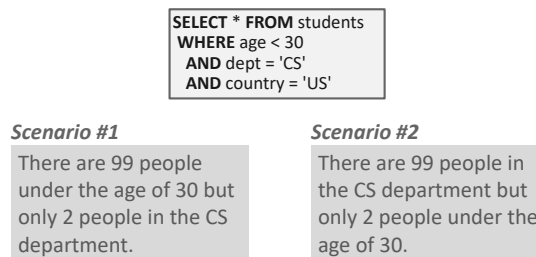 SELECT * FROM students
WHERE age < 30
AND dept = 'CS'
AND country = 'US'
Scenario #1
There are 99 people
under the age of 30 but
only 2 people in the CS
department.
Scenario #2
There are 99 people in
the CS department but
only 2 people under the
age of 30.